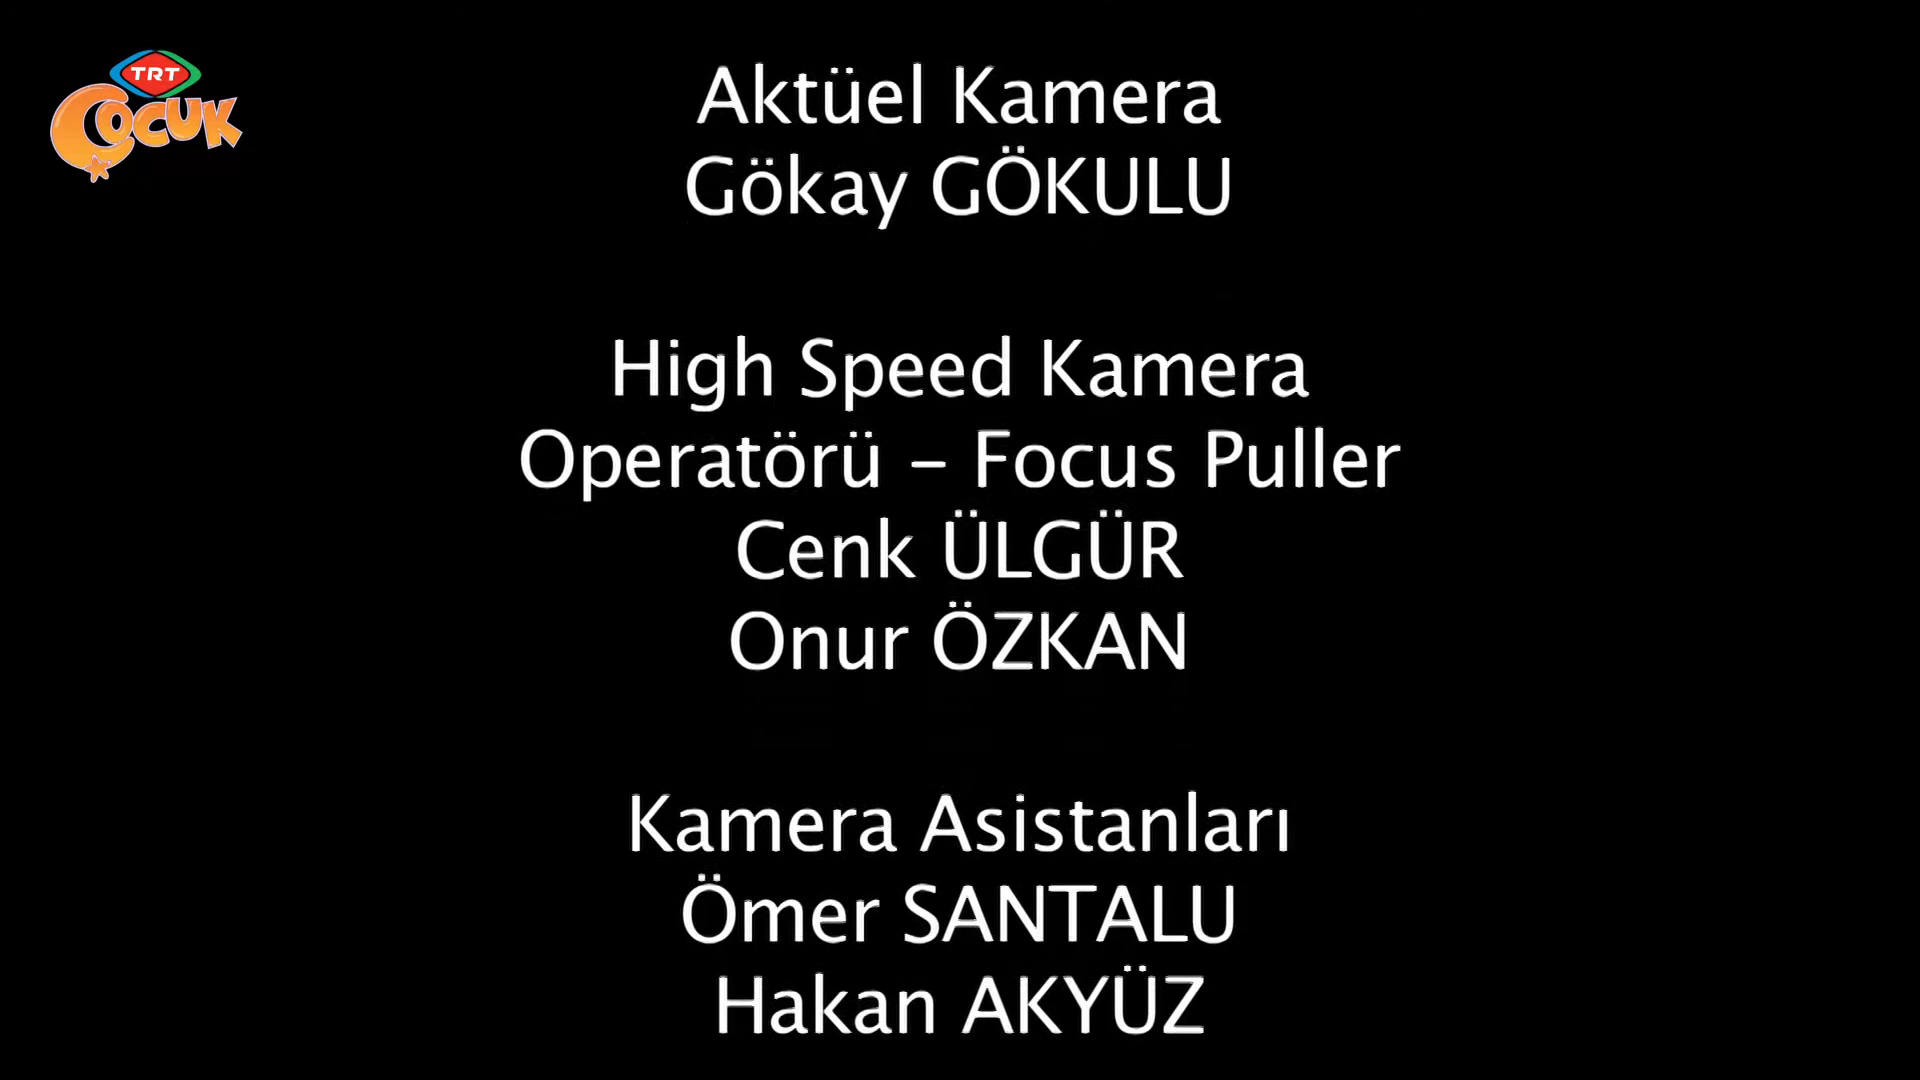 TRT
Çocuk
Aktüel Kamera
Gökay GÖKULU
High Speed Kamera
Operatörü - Focus Puller
Cenk ÜLGÜR
Onur ÖZKAN
Kamera Asistanları
Ömer SANTALU
Hakan AKYÜZ